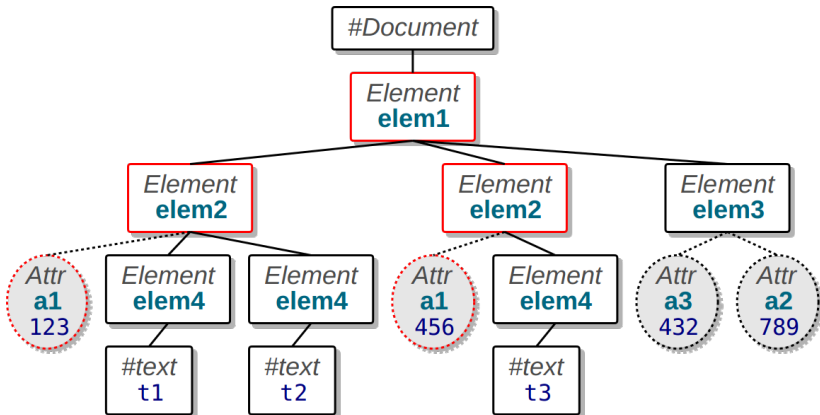 #Document
Element
elem1
Element
elem2
Element
elem2
Element
elem3
Attr
a1
123
Element
elem4
Element
elem4
Attr
a1
456
Element
elem4
Attr
a3
432
Attr
a2
789
#text
t1
#text
t2
#text
t3